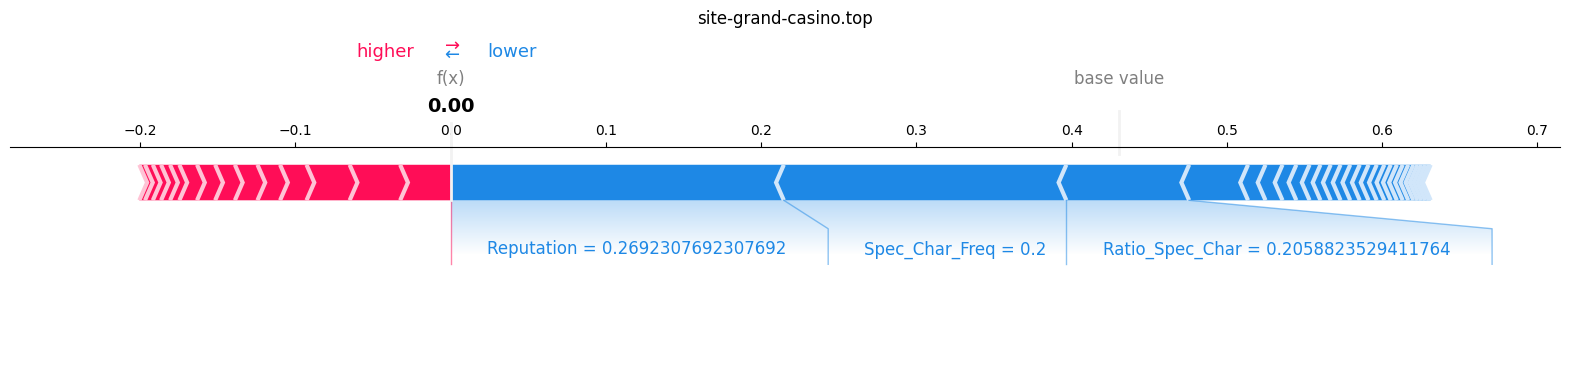 site-grand-casino.top
higher → ← lower
f(x) base value
0.00
−0.2 −0.1 0.0 0.1 0.2 0.3 0.4 0.5 0.6 0.7
Reputation = 0.2692307692307692 Spec_Char_Freq = 0.2 Ratio_Spec_Char = 0.2058823529411764